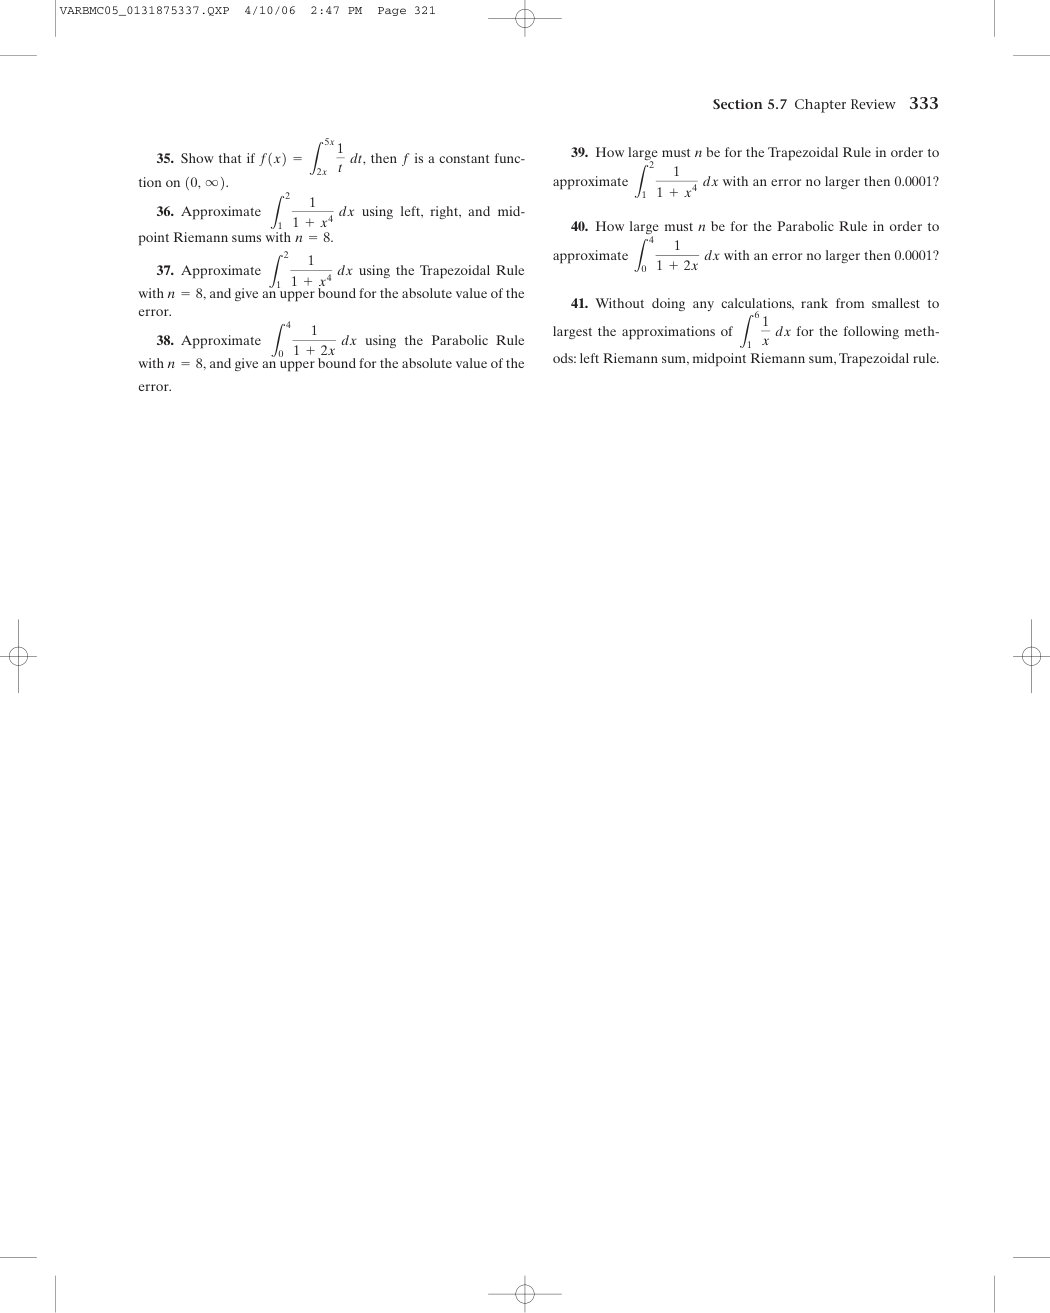 VARBMC05_0131875337.QXP 4/10/06 2:47 PM Page 321
Section 5.7 Chapter Review 333
35. Show that if f(x) = ∫_{2x}^{5x} 1/t dt, then f is a constant func-
tion on (0, ∞).
36. Approximate ∫_1^2 1/(1 + x^4) dx using left, right, and mid-
point Riemann sums with n = 8.
37. Approximate ∫_1^2 1/(1 + x^4) dx using the Trapezoidal Rule
with n = 8, and give an upper bound for the absolute value of the
error.
38. Approximate ∫_0^4 1/(1 + 2x) dx using the Parabolic Rule
with n = 8, and give an upper bound for the absolute value of the
error.
39. How large must n be for the Trapezoidal Rule in order to
approximate ∫_1^2 1/(1 + x^4) dx with an error no larger then 0.0001?
40. How large must n be for the Parabolic Rule in order to
approximate ∫_0^4 1/(1 + 2x) dx with an error no larger then 0.0001?
41. Without doing any calculations, rank from smallest to
largest the approximations of ∫_1^6 1/x dx for the following meth-
ods: left Riemann sum, midpoint Riemann sum, Trapezoidal rule.